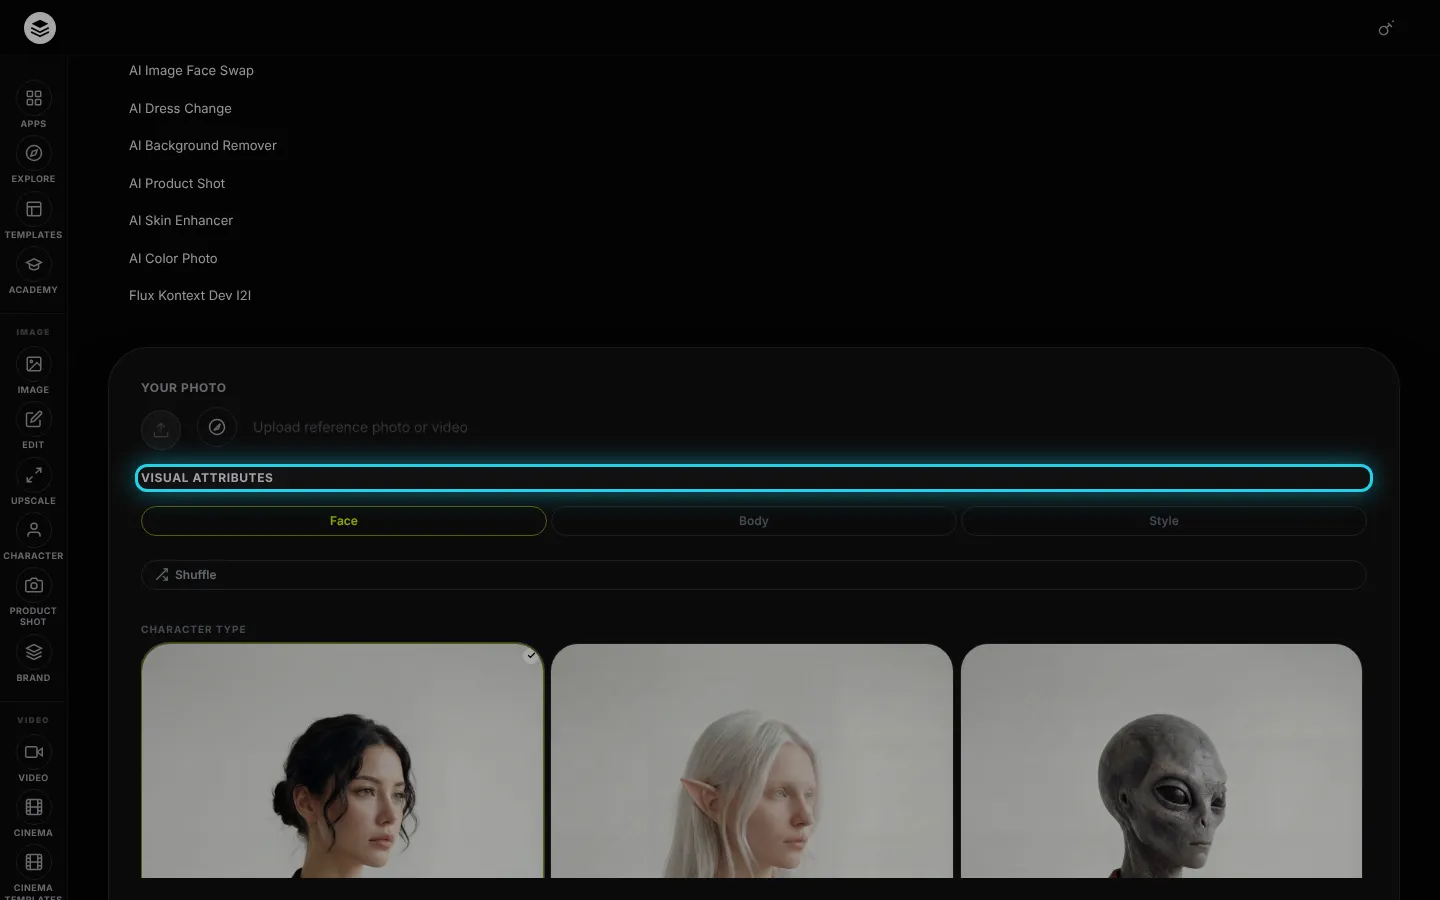 APPS
EXPLORE
TEMPLATES
ACADEMY
IMAGE
IMAGE
EDIT
UPSCALE
CHARACTER
PRODUCT
SHOT
BRAND
VIDEO
VIDEO
CINEMA
CINEMA
TEMPLATES
AI Image Face Swap
AI Dress Change
AI Background Remover
AI Product Shot
AI Skin Enhancer
AI Color Photo
Flux Kontext Dev I2I
YOUR PHOTO
Upload reference photo or video
VISUAL ATTRIBUTES
Face Body Style
Shuffle
CHARACTER TYPE